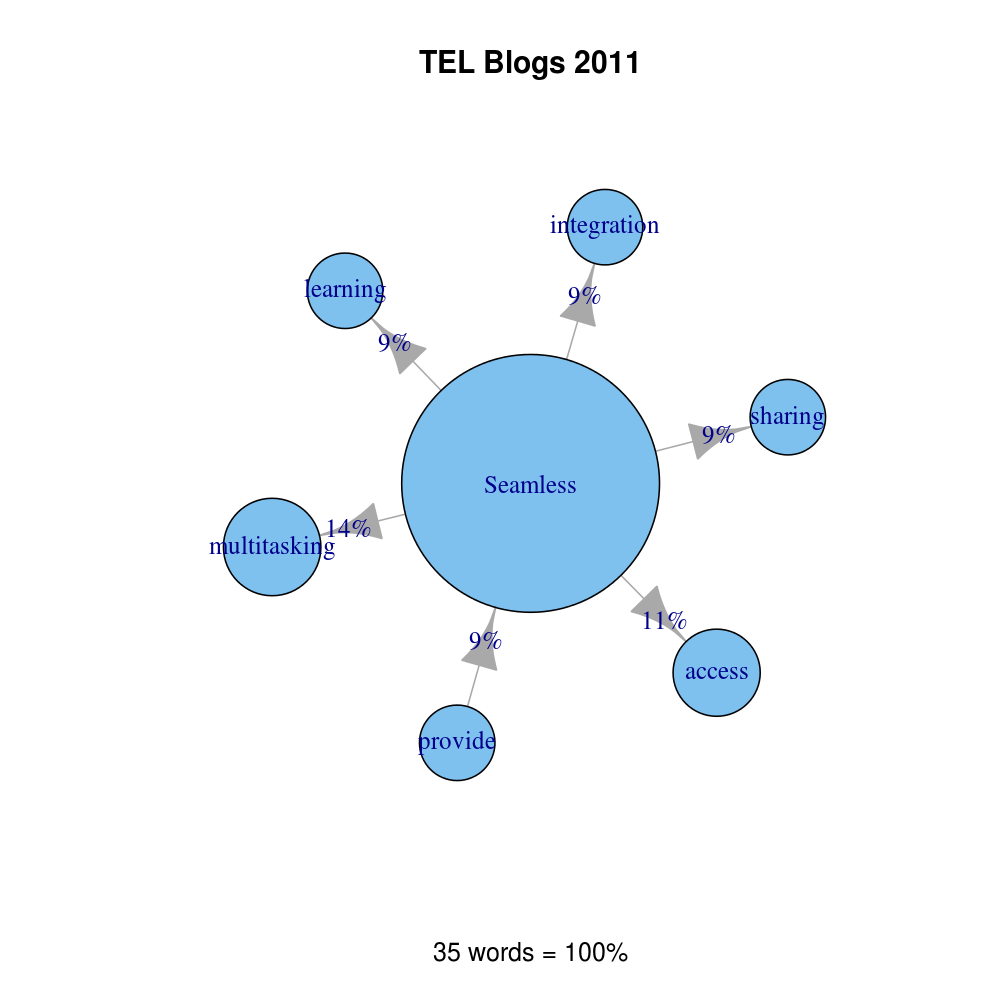 TEL Blogs 2011
integration
learning
9%
9%
sharing
9%
Seamless
14%
multitasking
11%
9%
access
provide
35 words = 100%